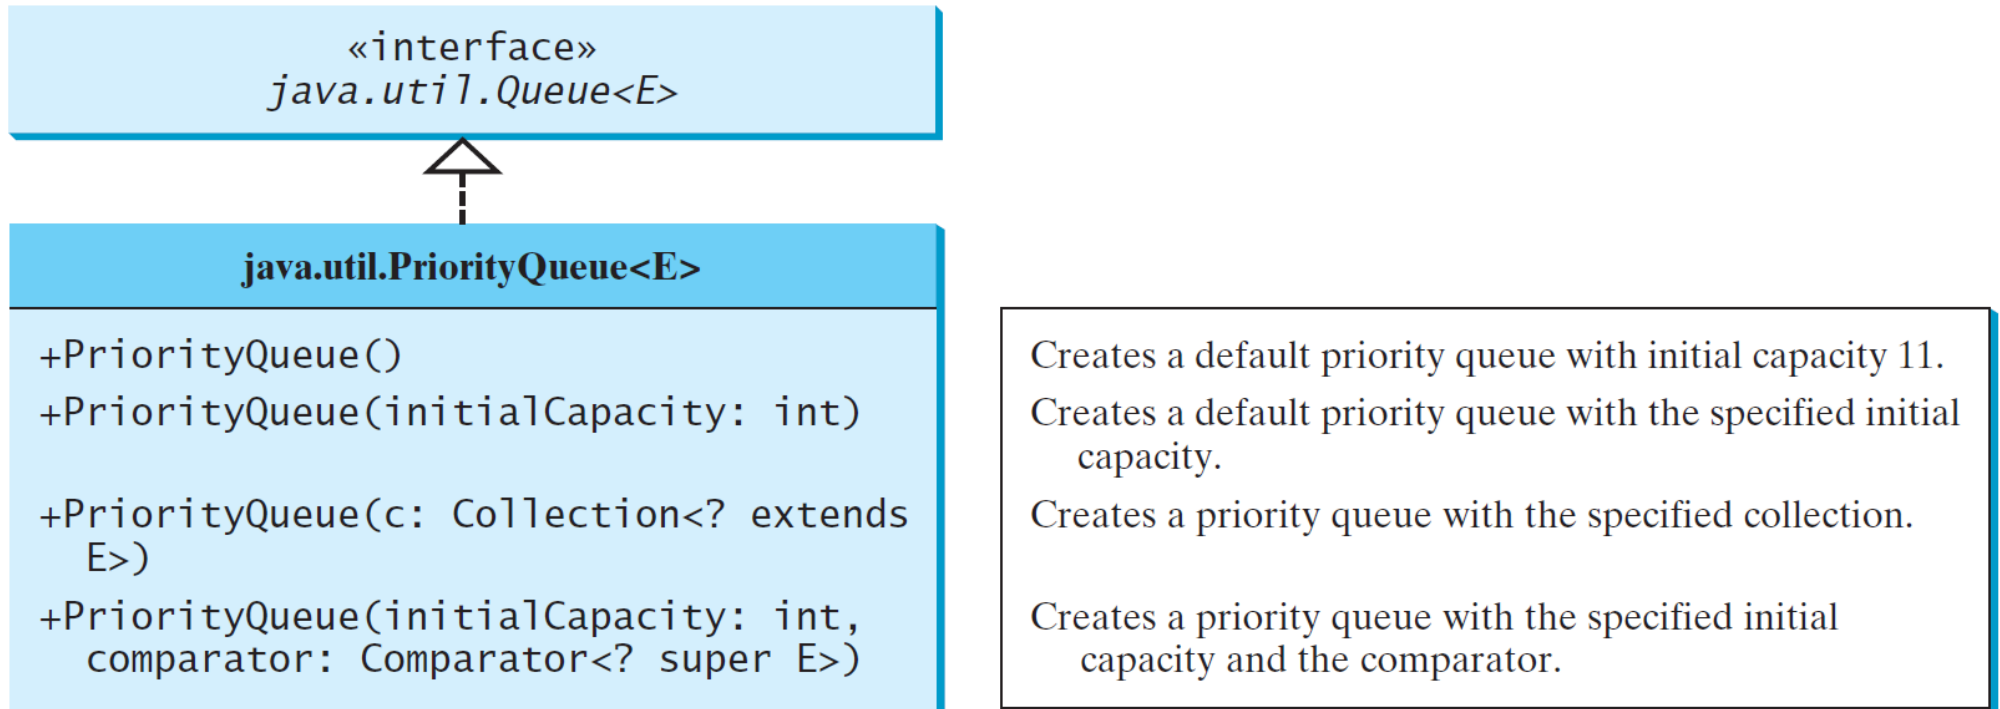 «interface»
java.util.Queue<E>
java.util.PriorityQueue<E>
+PriorityQueue()
+PriorityQueue(initialCapacity: int)
+PriorityQueue(c: Collection<? extends
E>)
+PriorityQueue(initialCapacity: int,
comparator: Comparator<? super E>)
Creates a default priority queue with initial capacity 11.
Creates a default priority queue with the specified initial
capacity.
Creates a priority queue with the specified collection.
Creates a priority queue with the specified initial
capacity and the comparator.